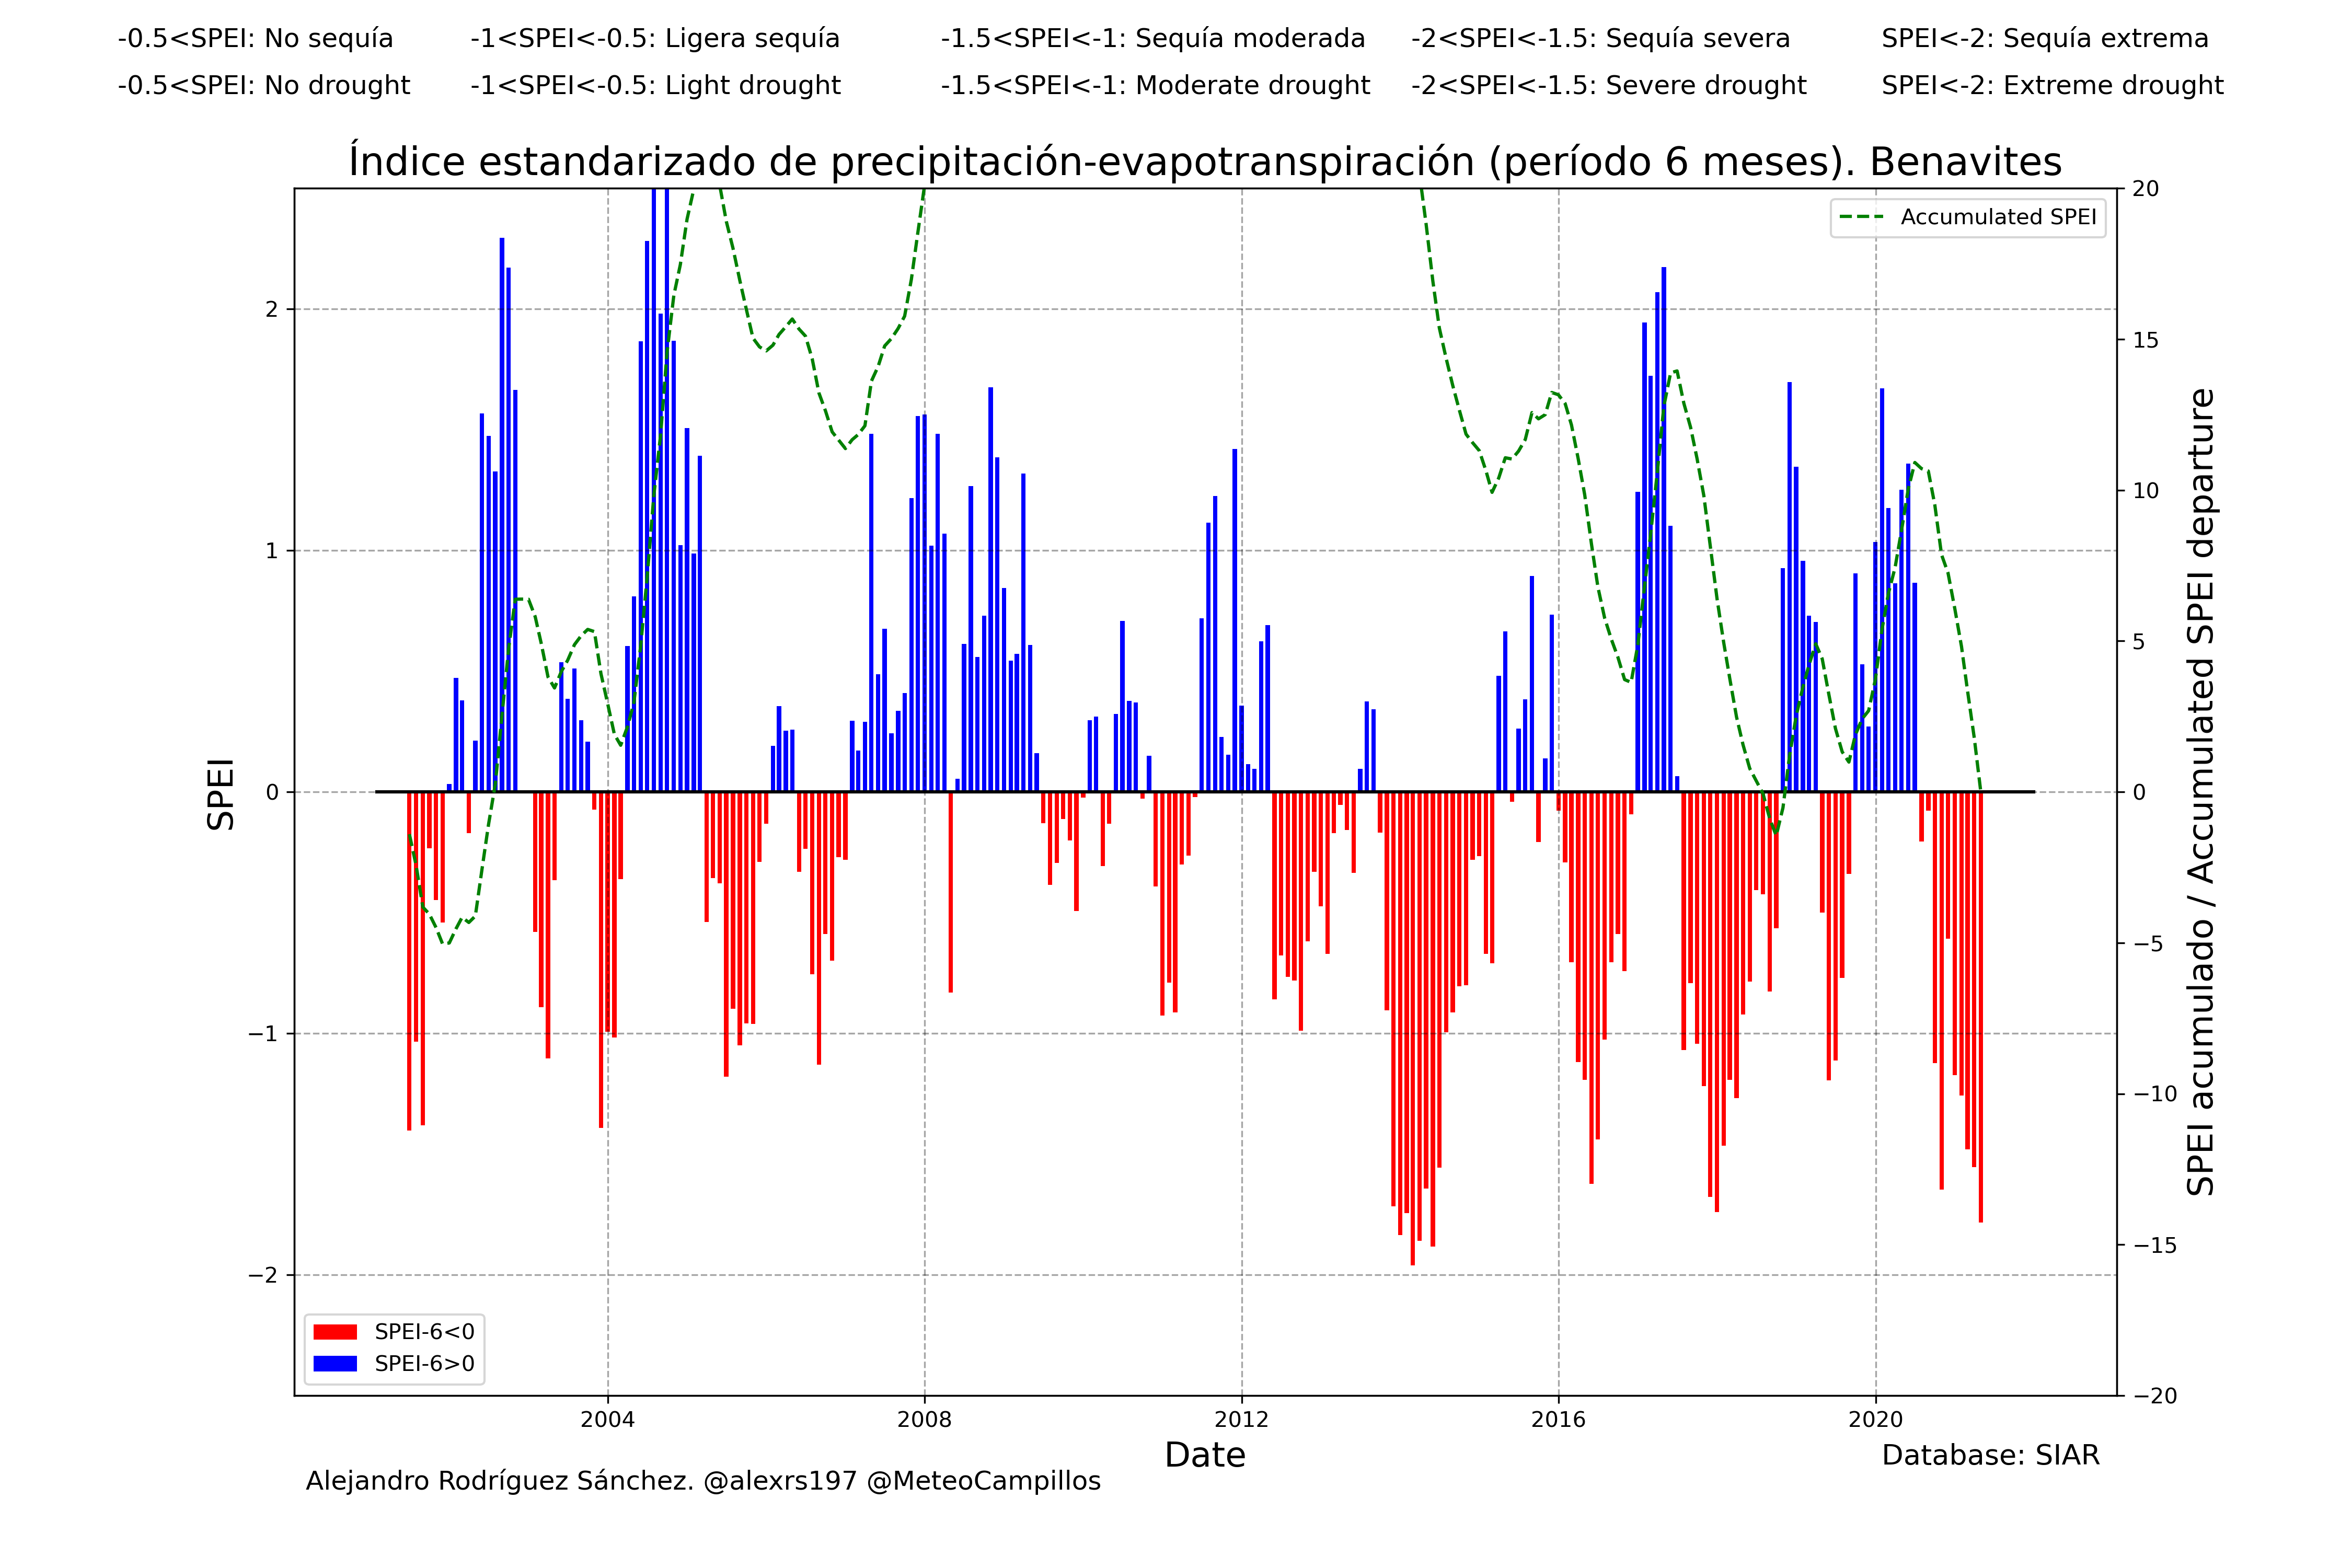 -0.5<SPEI: No sequía -1<SPEI<-0.5: Ligera sequía -1.5<SPEI<-1: Sequía moderada -2<SPEI<-1.5: Sequía severa SPEI<-2: Sequía extrema
-0.5<SPEI: No drought -1<SPEI<-0.5: Light drought -1.5<SPEI<-1: Moderate drought -2<SPEI<-1.5: Severe drought SPEI<-2: Extreme drought
Índice estandarizado de precipitación-evapotranspiración (período 6 meses). Benavites
Accumulated SPEI
SPEI
2
1
0
−1
−2
20
15
10
5
0
−5
−10
−15
−20
SPEI acumulado / Accumulated SPEI departure
SPEI-6<0
SPEI-6>0
2004 2008 2012 2016 2020
Date
Database: SIAR
Alejandro Rodríguez Sánchez. @alexrs197 @MeteoCampillos